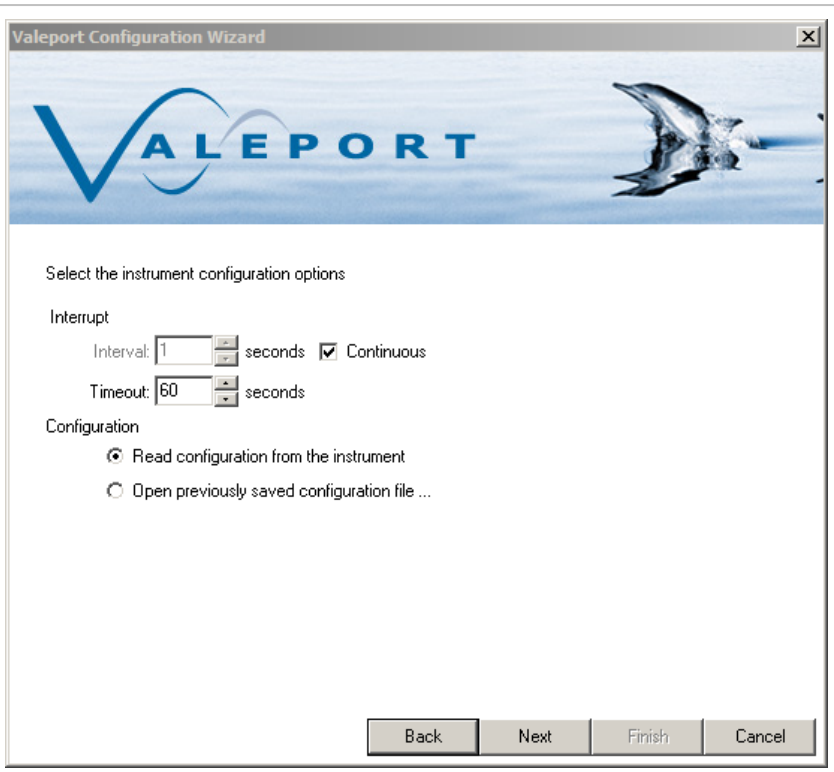 Valeport Configuration Wizard
VALEPORT
Select the instrument configuration options
Interrupt
Interval: 1 seconds Continuous
Timeout: 60 seconds
Configuration
Read configuration from the instrument
Open previously saved configuration file ...
Back Next Finish Cancel